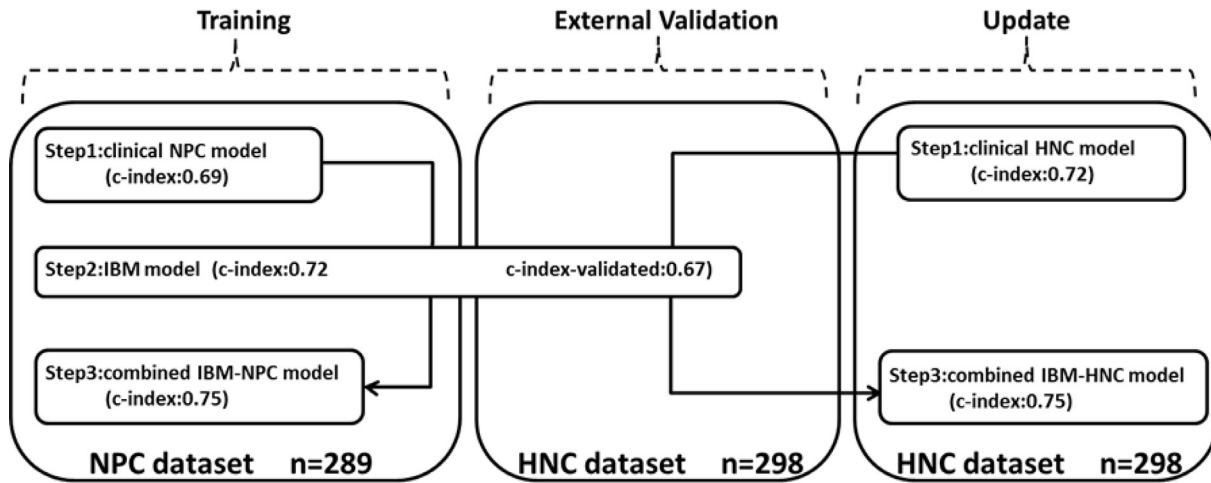 Training
External Validation
Update
Step1:clinical NPC model
(c-index:0.69)
Step1:clinical HNC model
(c-index:0.72)
Step2:IBM model (c-index:0.72 c-index-validated:0.67)
Step3:combined IBM-NPC model
(c-index:0.75)
Step3:combined IBM-HNC model
(c-index:0.75)
NPC dataset n=289
HNC dataset n=298
HNC dataset n=298